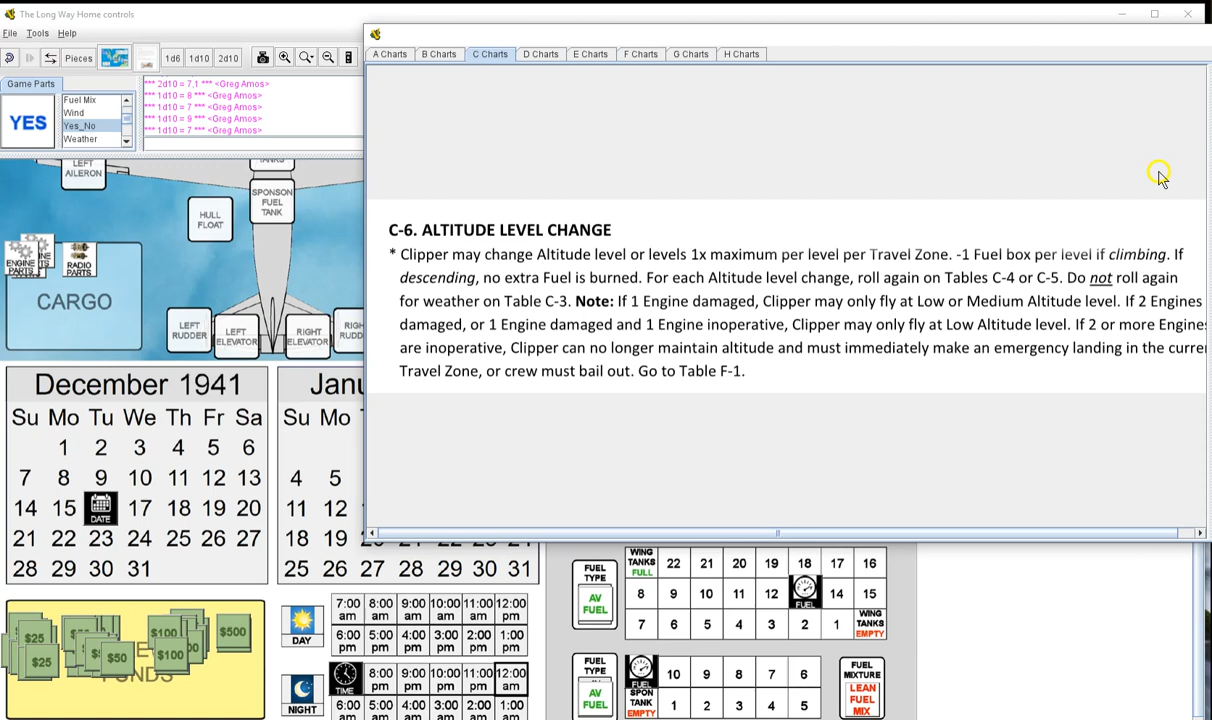 The Long Way Home controls
File Tools Help
Pieces 1d6 1d10 2d10
Game Parts
YES
Fuel Mix
Wind
Yes_No
Weather
*** 2d10 = 7,1 *** <Greg Amos>
*** 1d10 = 8 *** <Greg Amos>
*** 1d10 = 7 *** <Greg Amos>
*** 1d10 = 9 *** <Greg Amos>
*** 1d10 = 7 *** <Greg Amos>
A Charts B Charts C Charts D Charts E Charts F Charts G Charts H Charts
C-6. ALTITUDE LEVEL CHANGE
* Clipper may change Altitude level or levels 1x maximum per level per Travel Zone. -1 Fuel box per level if climbing. If
descending, no extra Fuel is burned. For each Altitude level change, roll again on Tables C-4 or C-5. Do not roll again
for weather on Table C-3. Note: If 1 Engine damaged, Clipper may only fly at Low or Medium Altitude level. If 2 Engines
damaged, or 1 Engine damaged and 1 Engine inoperative, Clipper may only fly at Low Altitude level. If 2 or more Engines
are inoperative, Clipper can no longer maintain altitude and must immediately make an emergency landing in the curre
Travel Zone, or crew must bail out. Go to Table F-1.
LEFT
AILERON
TANKS
SPONSON
FUEL
TANK
HULL
FLOAT
ENGINE
PARTS
RADIO
PARTS
CARGO
LEFT
RUDDER
LEFT
ELEVATOR
RIGHT
ELEVATOR
RIGH
RUDD
December 1941
Su Mo Tu We Th Fr Sa
1 2 3 4 5 6
7 8 9 10 11 12 13
14 15 DATE 17 18 19 20
21 22 23 24 25 26 27
28 29 30 31
Janu
Su Mo
4 5
11 12
18 19 20 21 22 23 24
25 26 27 28 29 30 31
$25
$25
$50
$100
$100
$500
NDS
DAY
7:00 am 8:00 am 9:00 am 10:00 am 11:00 am 12:00 pm
6:00 pm 5:00 pm 4:00 pm 3:00 pm 2:00 pm 1:00 pm
NIGHT
TIME 8:00 pm 9:00 pm 10:00 pm 11:00 pm 12:00 am
6:00 am 5:00 am 4:00 am 3:00 am 2:00 am 1:00 am
FUEL
TYPE
AV
FUEL
WING
TANKS
FULL
22 21 20 19 18 17 16
8 9 10 11 12 FUEL 14 15
7 6 5 4 3 2 1
WING
TANKS
EMPTY
FUEL
TYPE
AV
FUEL
FUEL
10 9 8 7 6
SPON
TANK
EMPTY
1 2 3 4 5
FUEL
MIXTURE
LEAN
FUEL
MIX